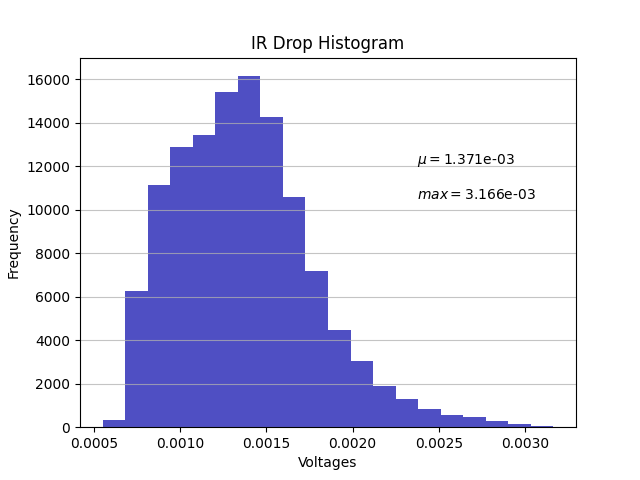 IR Drop Histogram
16000
14000
12000
10000
8000
6000
4000
2000
0
Frequency
μ = 1.371e-03
max = 3.166e-03
0.0005 0.0010 0.0015 0.0020 0.0025 0.0030
Voltages